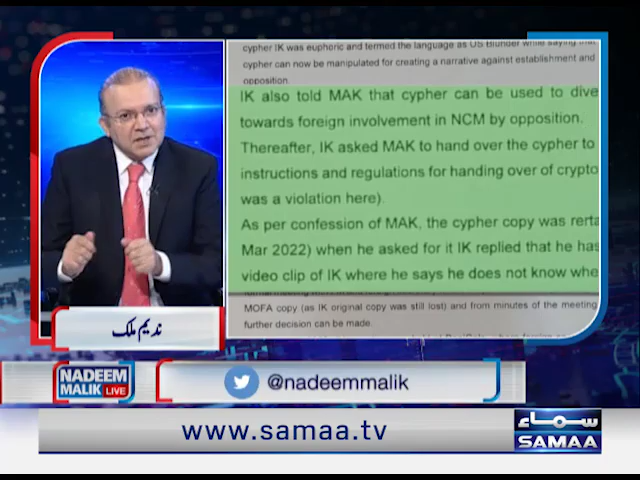 cypher IK was euphoric and termed the language as US Blunder while saying that
cypher can now be manipulated for creating a narrative against establishment and
opposition.
IK also told MAK that cypher can be used to dive
towards foreign involvement in NCM by opposition.
Thereafter, IK asked MAK to hand over the cypher to
instructions and regulations for handing over of crypto
was a violation here).
As per confession of MAK, the cypher copy was reta
Mar 2022) when he asked for it IK replied that he has
video clip of IK where he says he does not know whe
MOFA copy (as IK original copy was still lost) and from minutes of the meeting
further decision can be made.
ندیم ملک
NADEEM
MALIK LIVE
@nadeemmalik
www.samaa.tv
سماء
SAMAA